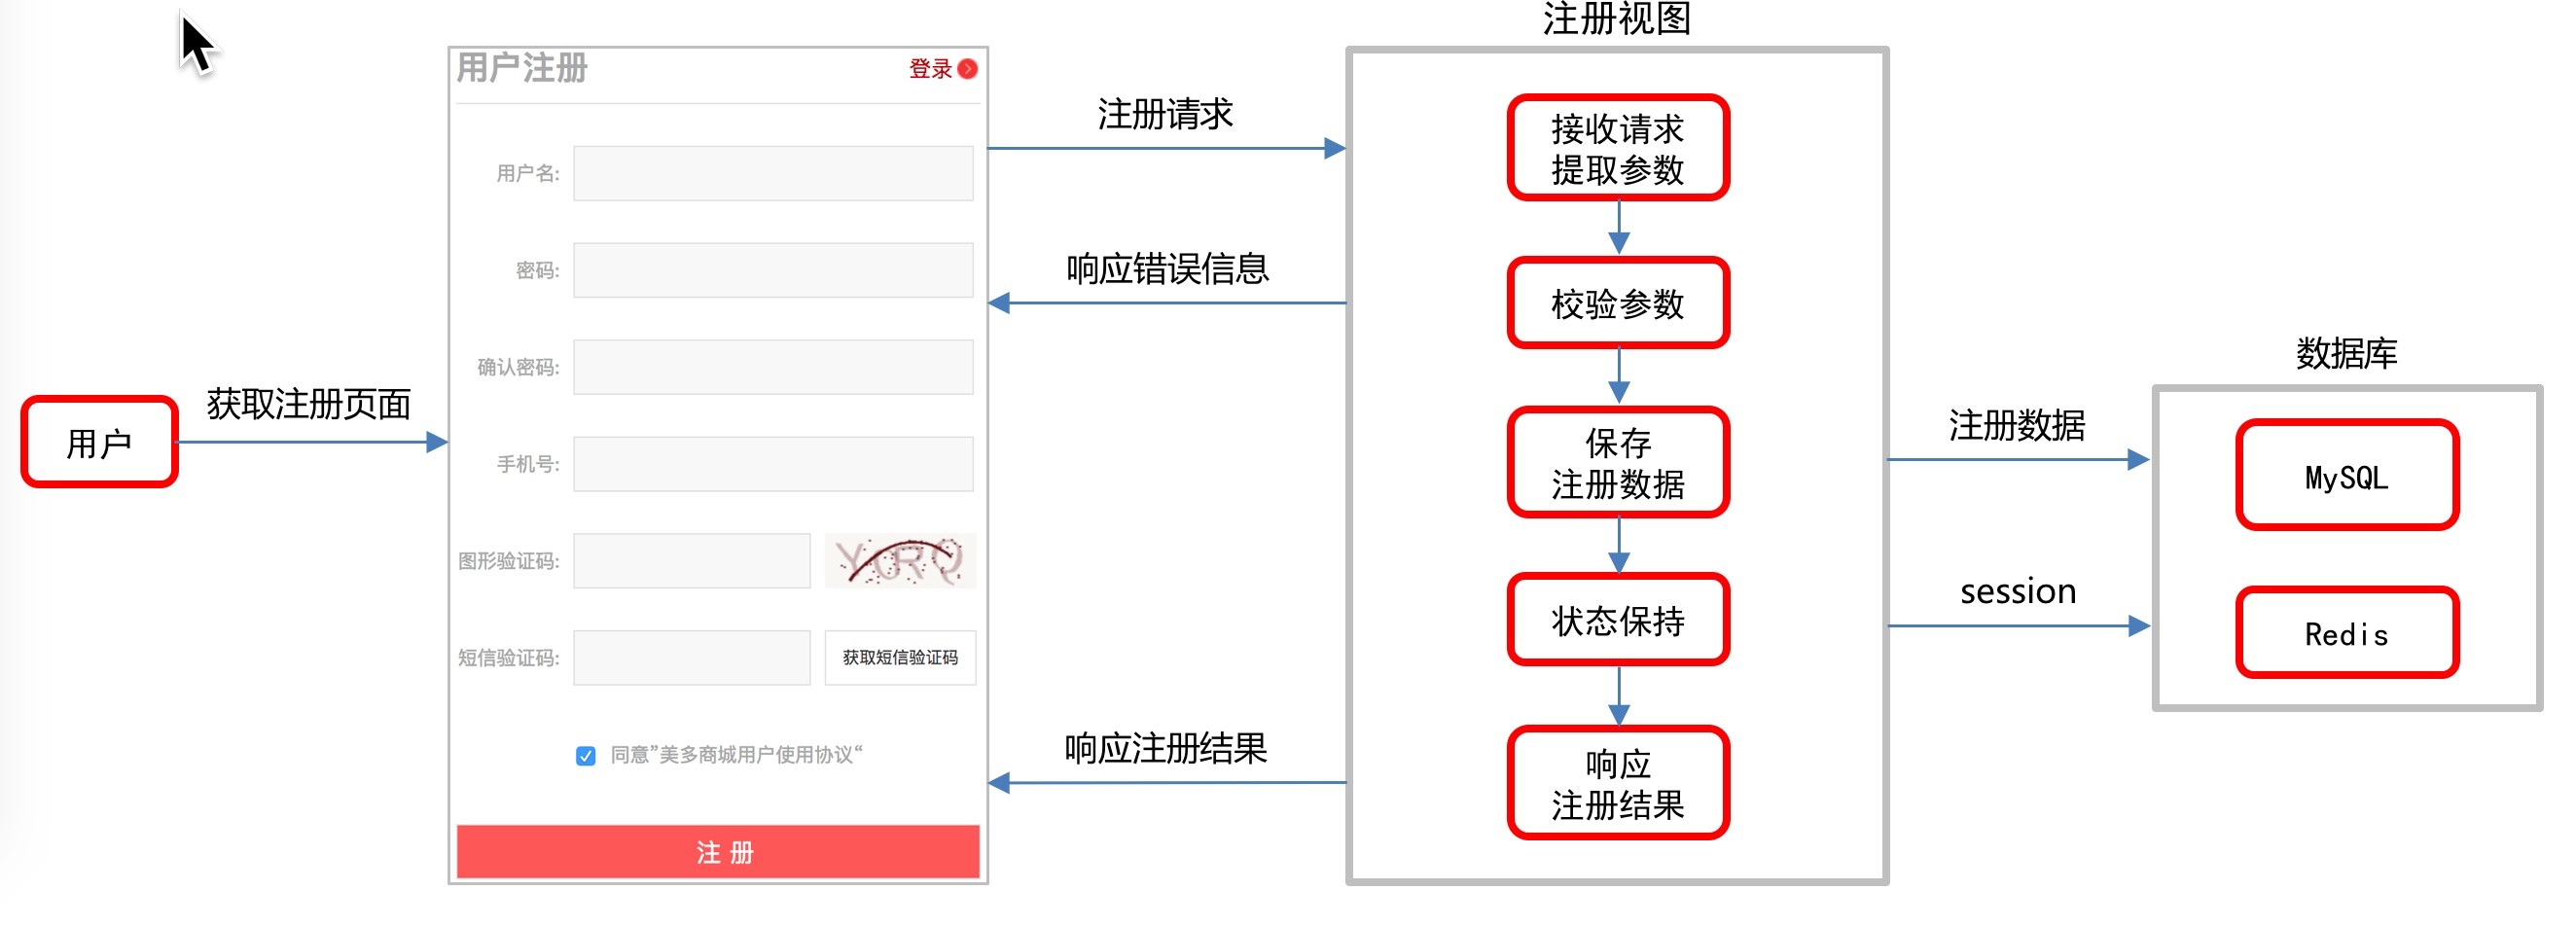 注册视图
用户注册
登录
注册请求
接收请求
提取参数
用户名:
响应错误信息
密码:
校验参数
数据库
确认密码:
获取注册页面
用户
注册数据
保存
注册数据
手机号:
MySQL
图形验证码:
YURQ
session
状态保持
Redis
短信验证码:
获取短信验证码
响应注册结果
同意”美多商城用户使用协议“
响应
注册结果
注 册